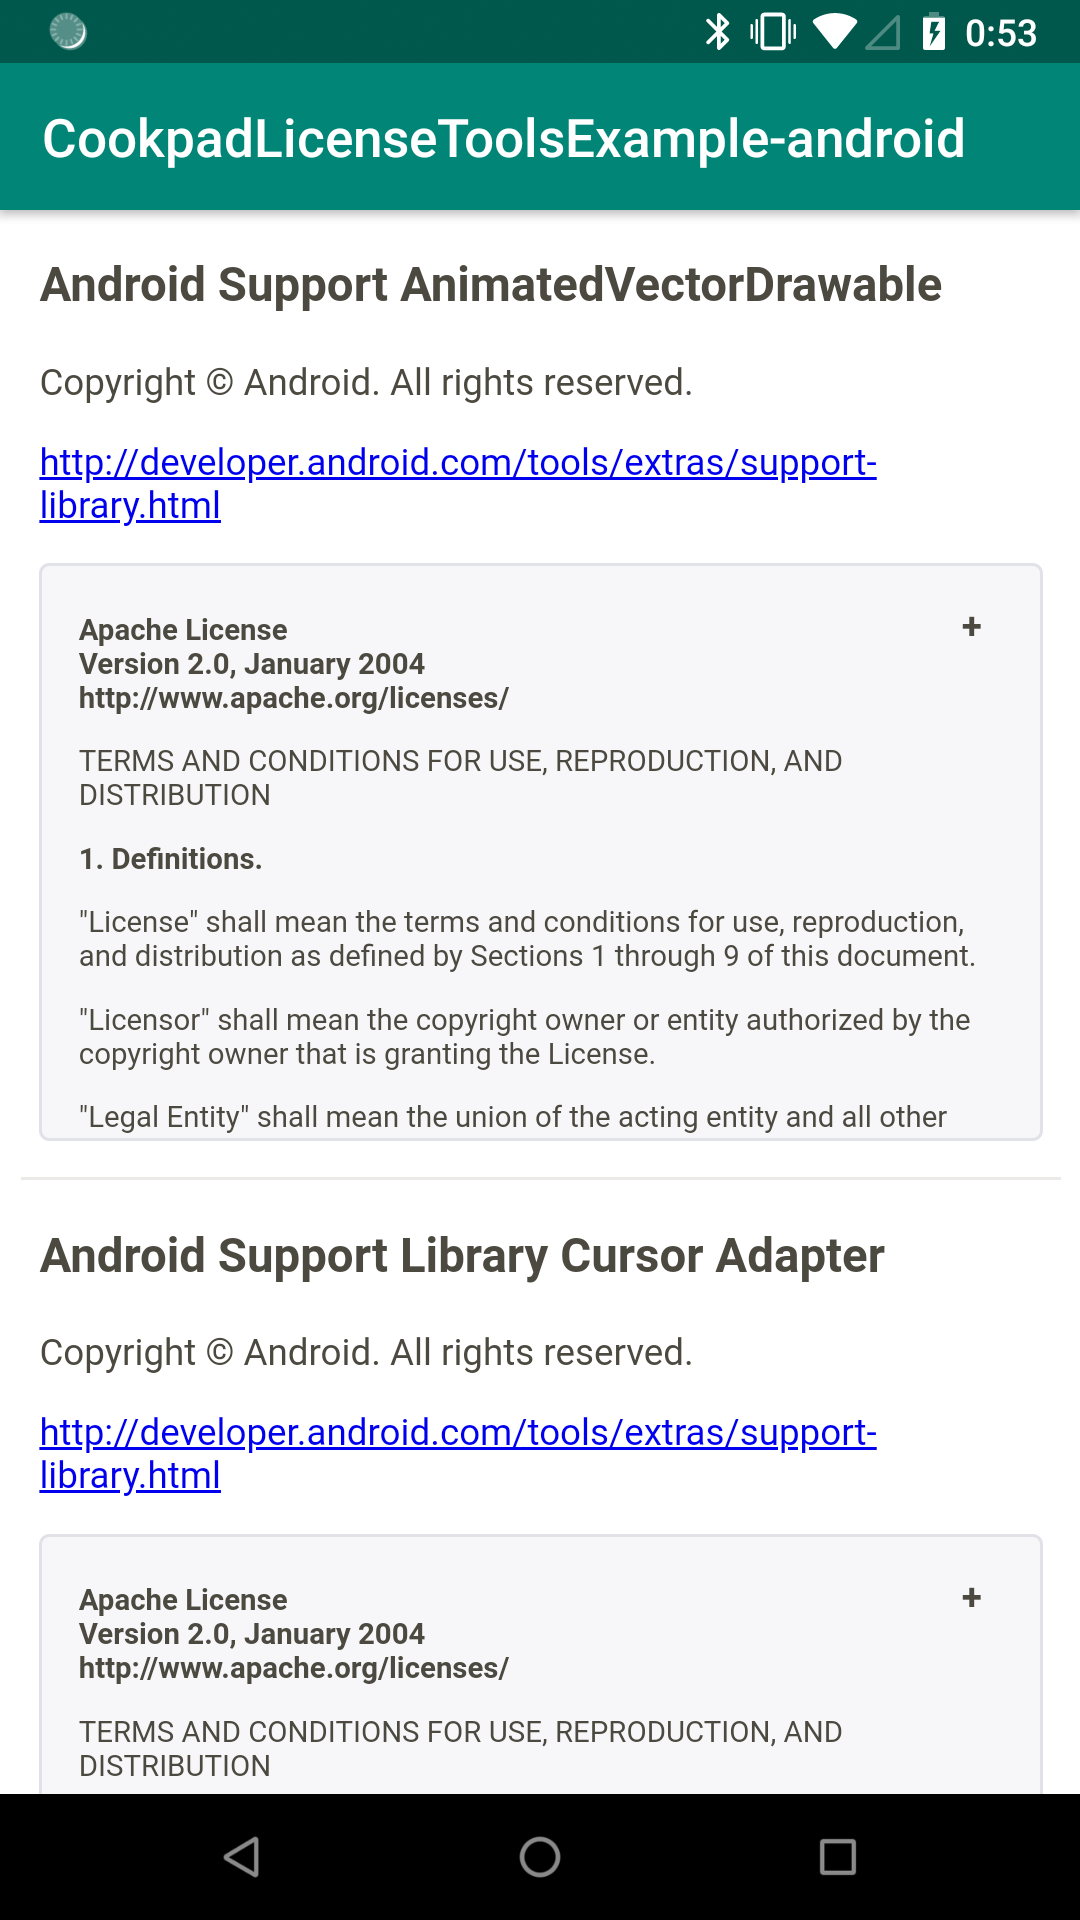 0:53
CookpadLicenseToolsExample-android
Android Support AnimatedVectorDrawable
Copyright © Android. All rights reserved.
http://developer.android.com/tools/extras/support-
library.html
+
Apache License
Version 2.0, January 2004
http://www.apache.org/licenses/
TERMS AND CONDITIONS FOR USE, REPRODUCTION, AND
DISTRIBUTION
1. Definitions.
"License" shall mean the terms and conditions for use, reproduction,
and distribution as defined by Sections 1 through 9 of this document.
"Licensor" shall mean the copyright owner or entity authorized by the
copyright owner that is granting the License.
"Legal Entity" shall mean the union of the acting entity and all other
Android Support Library Cursor Adapter
Copyright © Android. All rights reserved.
http://developer.android.com/tools/extras/support-
library.html
+
Apache License
Version 2.0, January 2004
http://www.apache.org/licenses/
TERMS AND CONDITIONS FOR USE, REPRODUCTION, AND
DISTRIBUTION